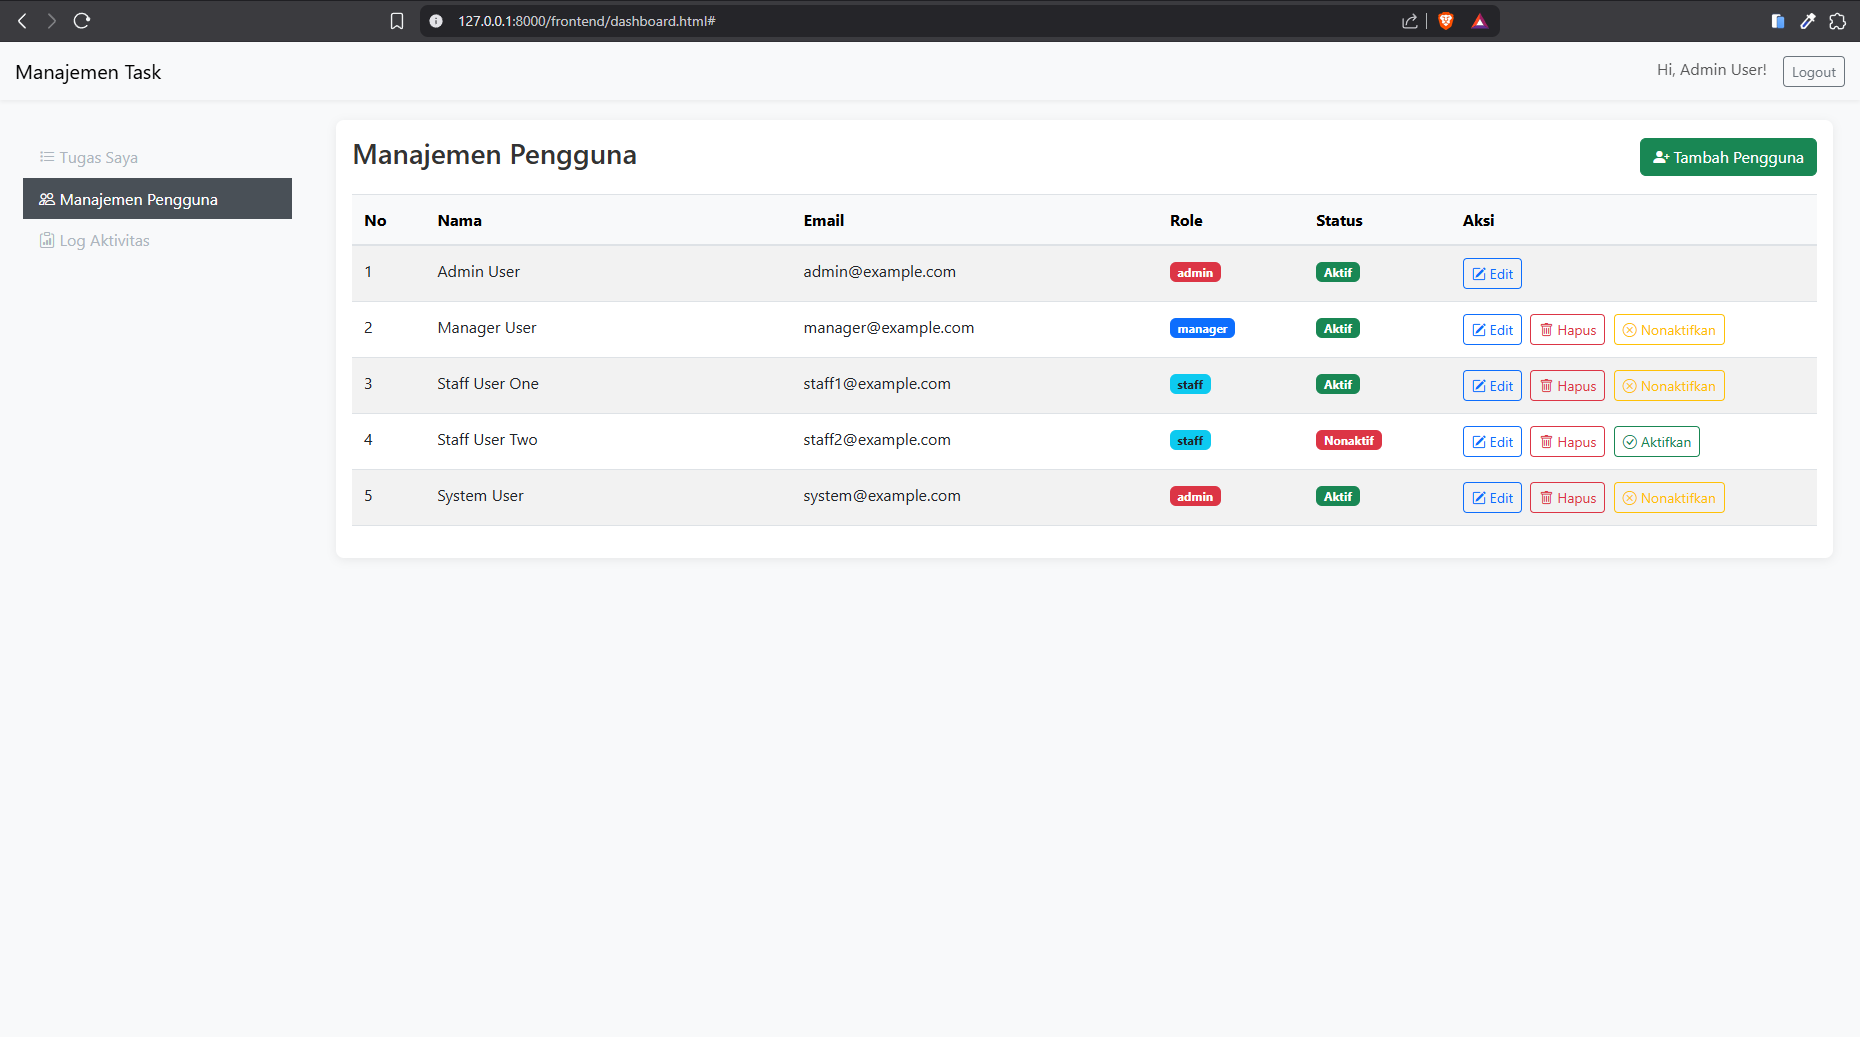 127.0.0.1:8000/frontend/dashboard.html#
Manajemen Task
Hi, Admin User!
Logout
Tugas Saya
Manajemen Pengguna
Log Aktivitas
Manajemen Pengguna
Tambah Pengguna
No Nama Email Role Status Aksi
1 Admin User admin@example.com admin Aktif Edit
2 Manager User manager@example.com manager Aktif Edit Hapus Nonaktifkan
3 Staff User One staff1@example.com staff Aktif Edit Hapus Nonaktifkan
4 Staff User Two staff2@example.com staff Nonaktif Edit Hapus Aktifkan
5 System User system@example.com admin Aktif Edit Hapus Nonaktifkan